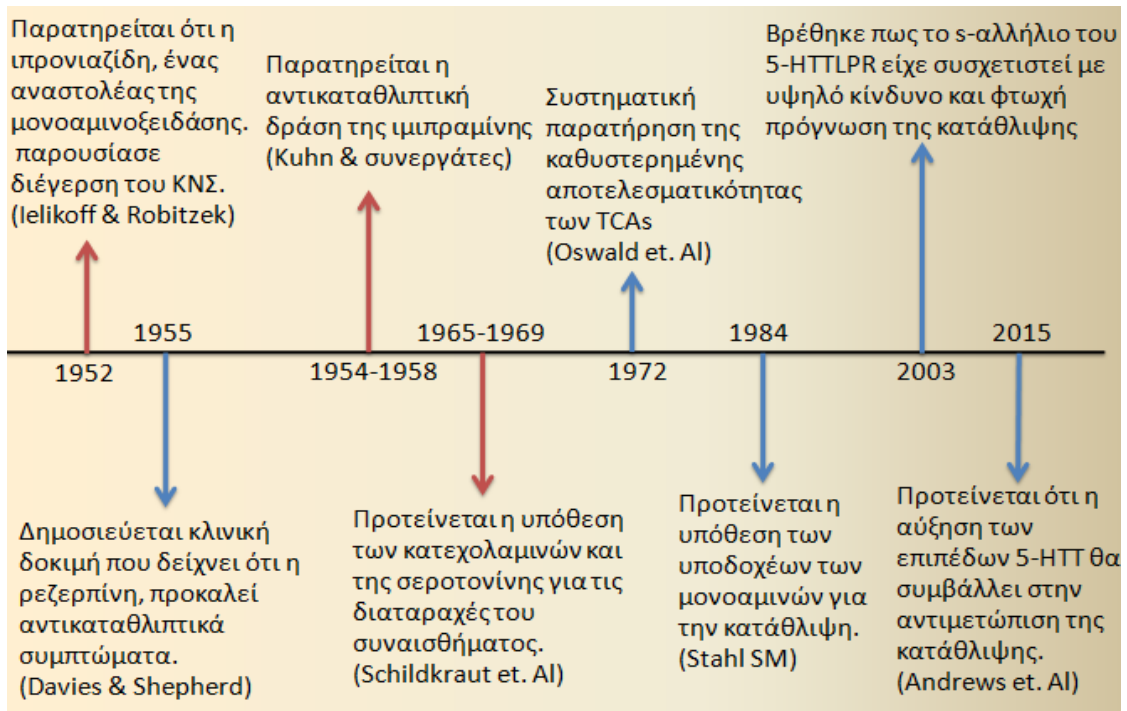 Παρατηρείται ότι η
ιπρονιαζίδη, ένας
αναστολέας της
μονοαμινοξειδάσης.
παρουσίασε
διέγερση του ΚΝΣ.
(Ielikoff & Robitzek)
Παρατηρείται η
αντικαταθλιπτική
δράση της ιμιπραμίνης
(Kuhn & συνεργάτες)
Συστηματική
παρατήρηση της
καθυστερημένης
αποτελεσματικότητας
των TCAs
(Oswald et. Al)
Βρέθηκε πως το s-αλλήλιο του
5-HTTLPR είχε συσχετιστεί με
υψηλό κίνδυνο και φτωχή
πρόγνωση της κατάθλιψης
1955
1965-1969
1984
2015
1952
1954-1958
1972
2003
Δημοσιεύεται κλινική
δοκιμή που δείχνει ότι η
ρεζερπίνη, προκαλεί
αντικαταθλιπτικά
συμπτώματα.
(Davies & Shepherd)
Προτείνεται η υπόθεση
των κατεχολαμινών και
της σεροτονίνης για τις
διαταραχές του
συναισθήματος.
(Schildkraut et. Al)
Προτείνεται η
υπόθεση των
υποδοχέων των
μονοαμινών για
την κατάθλιψη.
(Stahl SM)
Προτείνεται ότι η
αύξηση των
επιπέδων 5-HTT θα
συμβάλλει στην
αντιμετώπιση της
κατάθλιψης.
(Andrews et. Al)